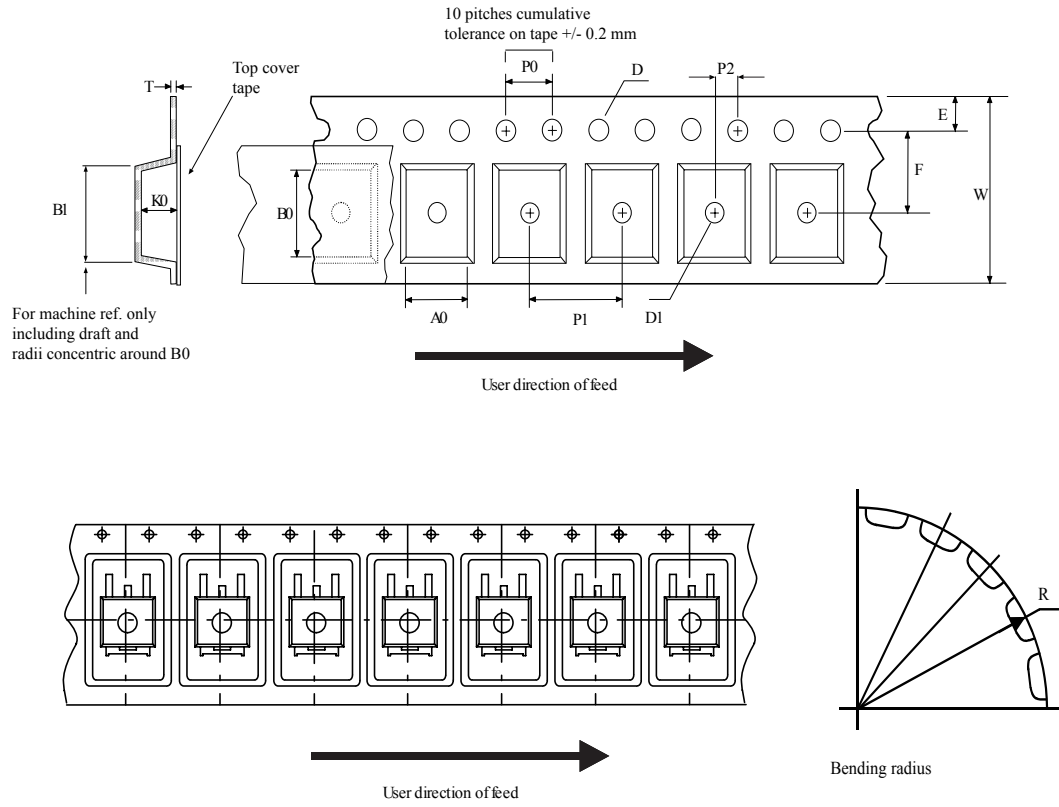 10 pitches cumulative
tolerance on tape +/- 0.2 mm
P0
D
P2
T
Top cover
tape
E
F
W
B1
K0
B0
For machine ref. only
including draft and
radii concentric around B0
A0
P1
D1
User direction of feed
R
Bending radius
User direction of feed